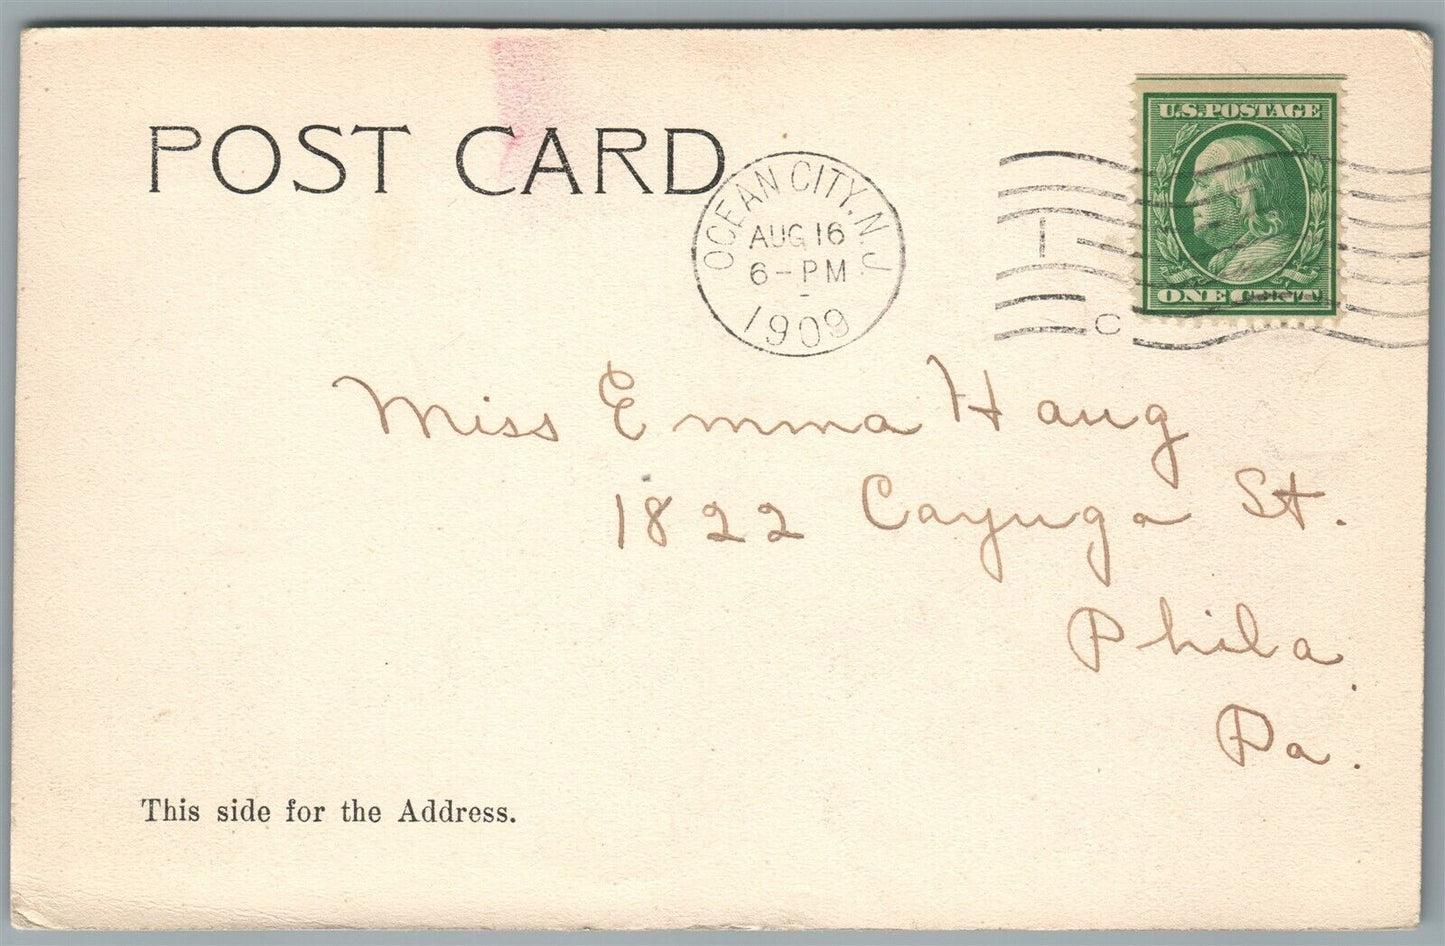 POST CARD
OCEAN CITY, N.J.
AUG 16
6-PM
1909
1
C
U.S. POSTAGE
ONE CENT
Miss Emma Haug
1822 Cayuga St.
Phila.
Pa.
This side for the Address.